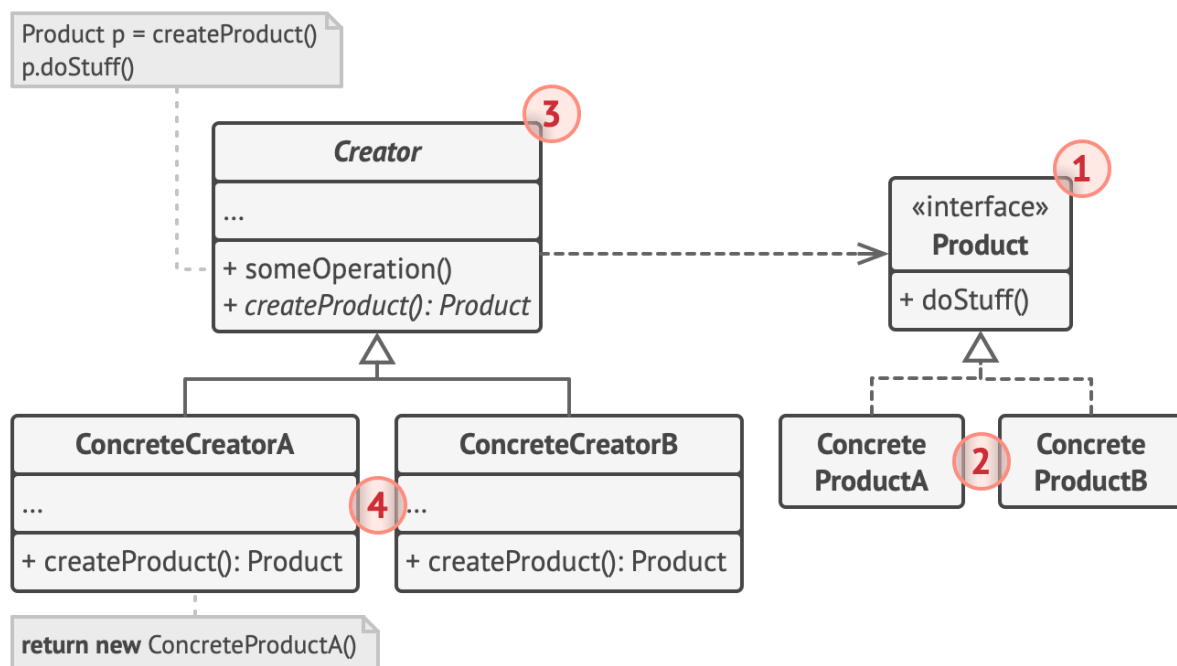 Product p = createProduct()
p.doStuff()
3
Creator
...
+ someOperation()
+ createProduct(): Product
1
«interface»
Product
+ doStuff()
ConcreteCreatorA
...
+ createProduct(): Product
4
ConcreteCreatorB
...
+ createProduct(): Product
Concrete
ProductA
2
Concrete
ProductB
return new ConcreteProductA()